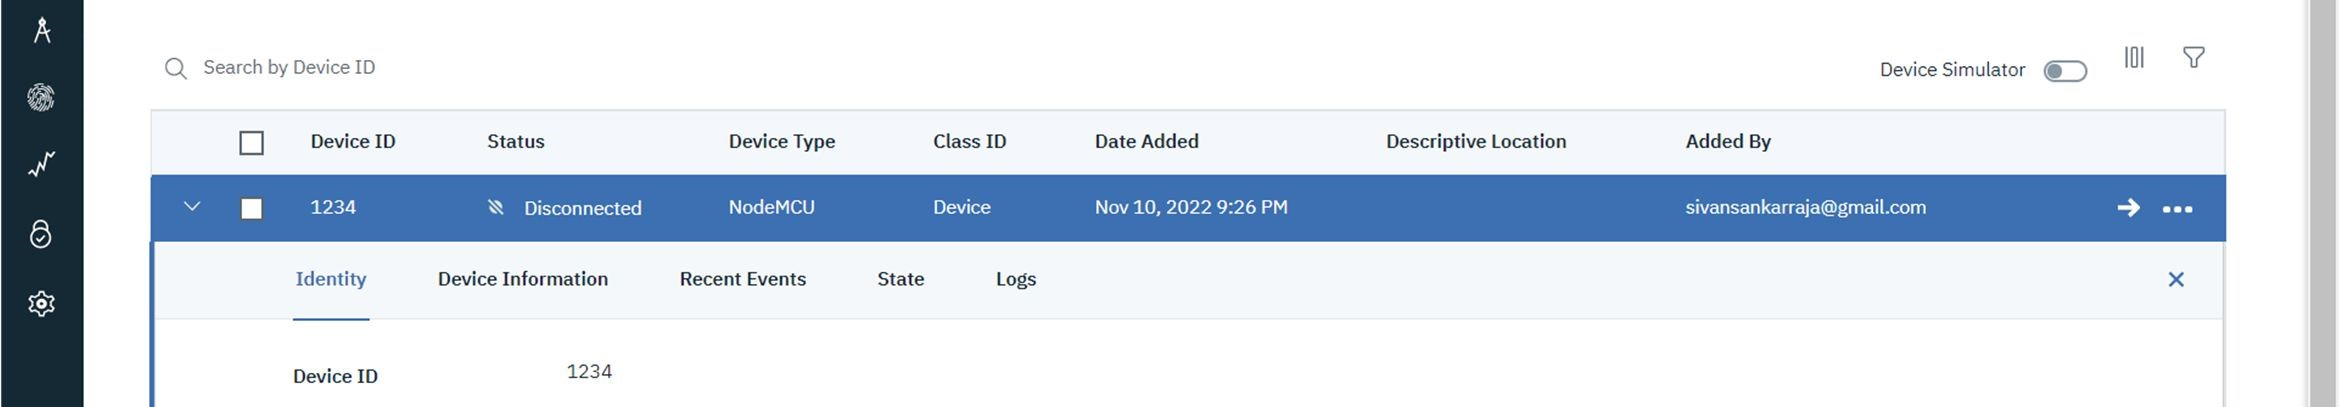 Search by Device ID
Device Simulator
Device ID Status Device Type Class ID Date Added Descriptive Location Added By
1234 Disconnected NodeMCU Device Nov 10, 2022 9:26 PM sivansankarraja@gmail.com
Identity Device Information Recent Events State Logs
Device ID 1234